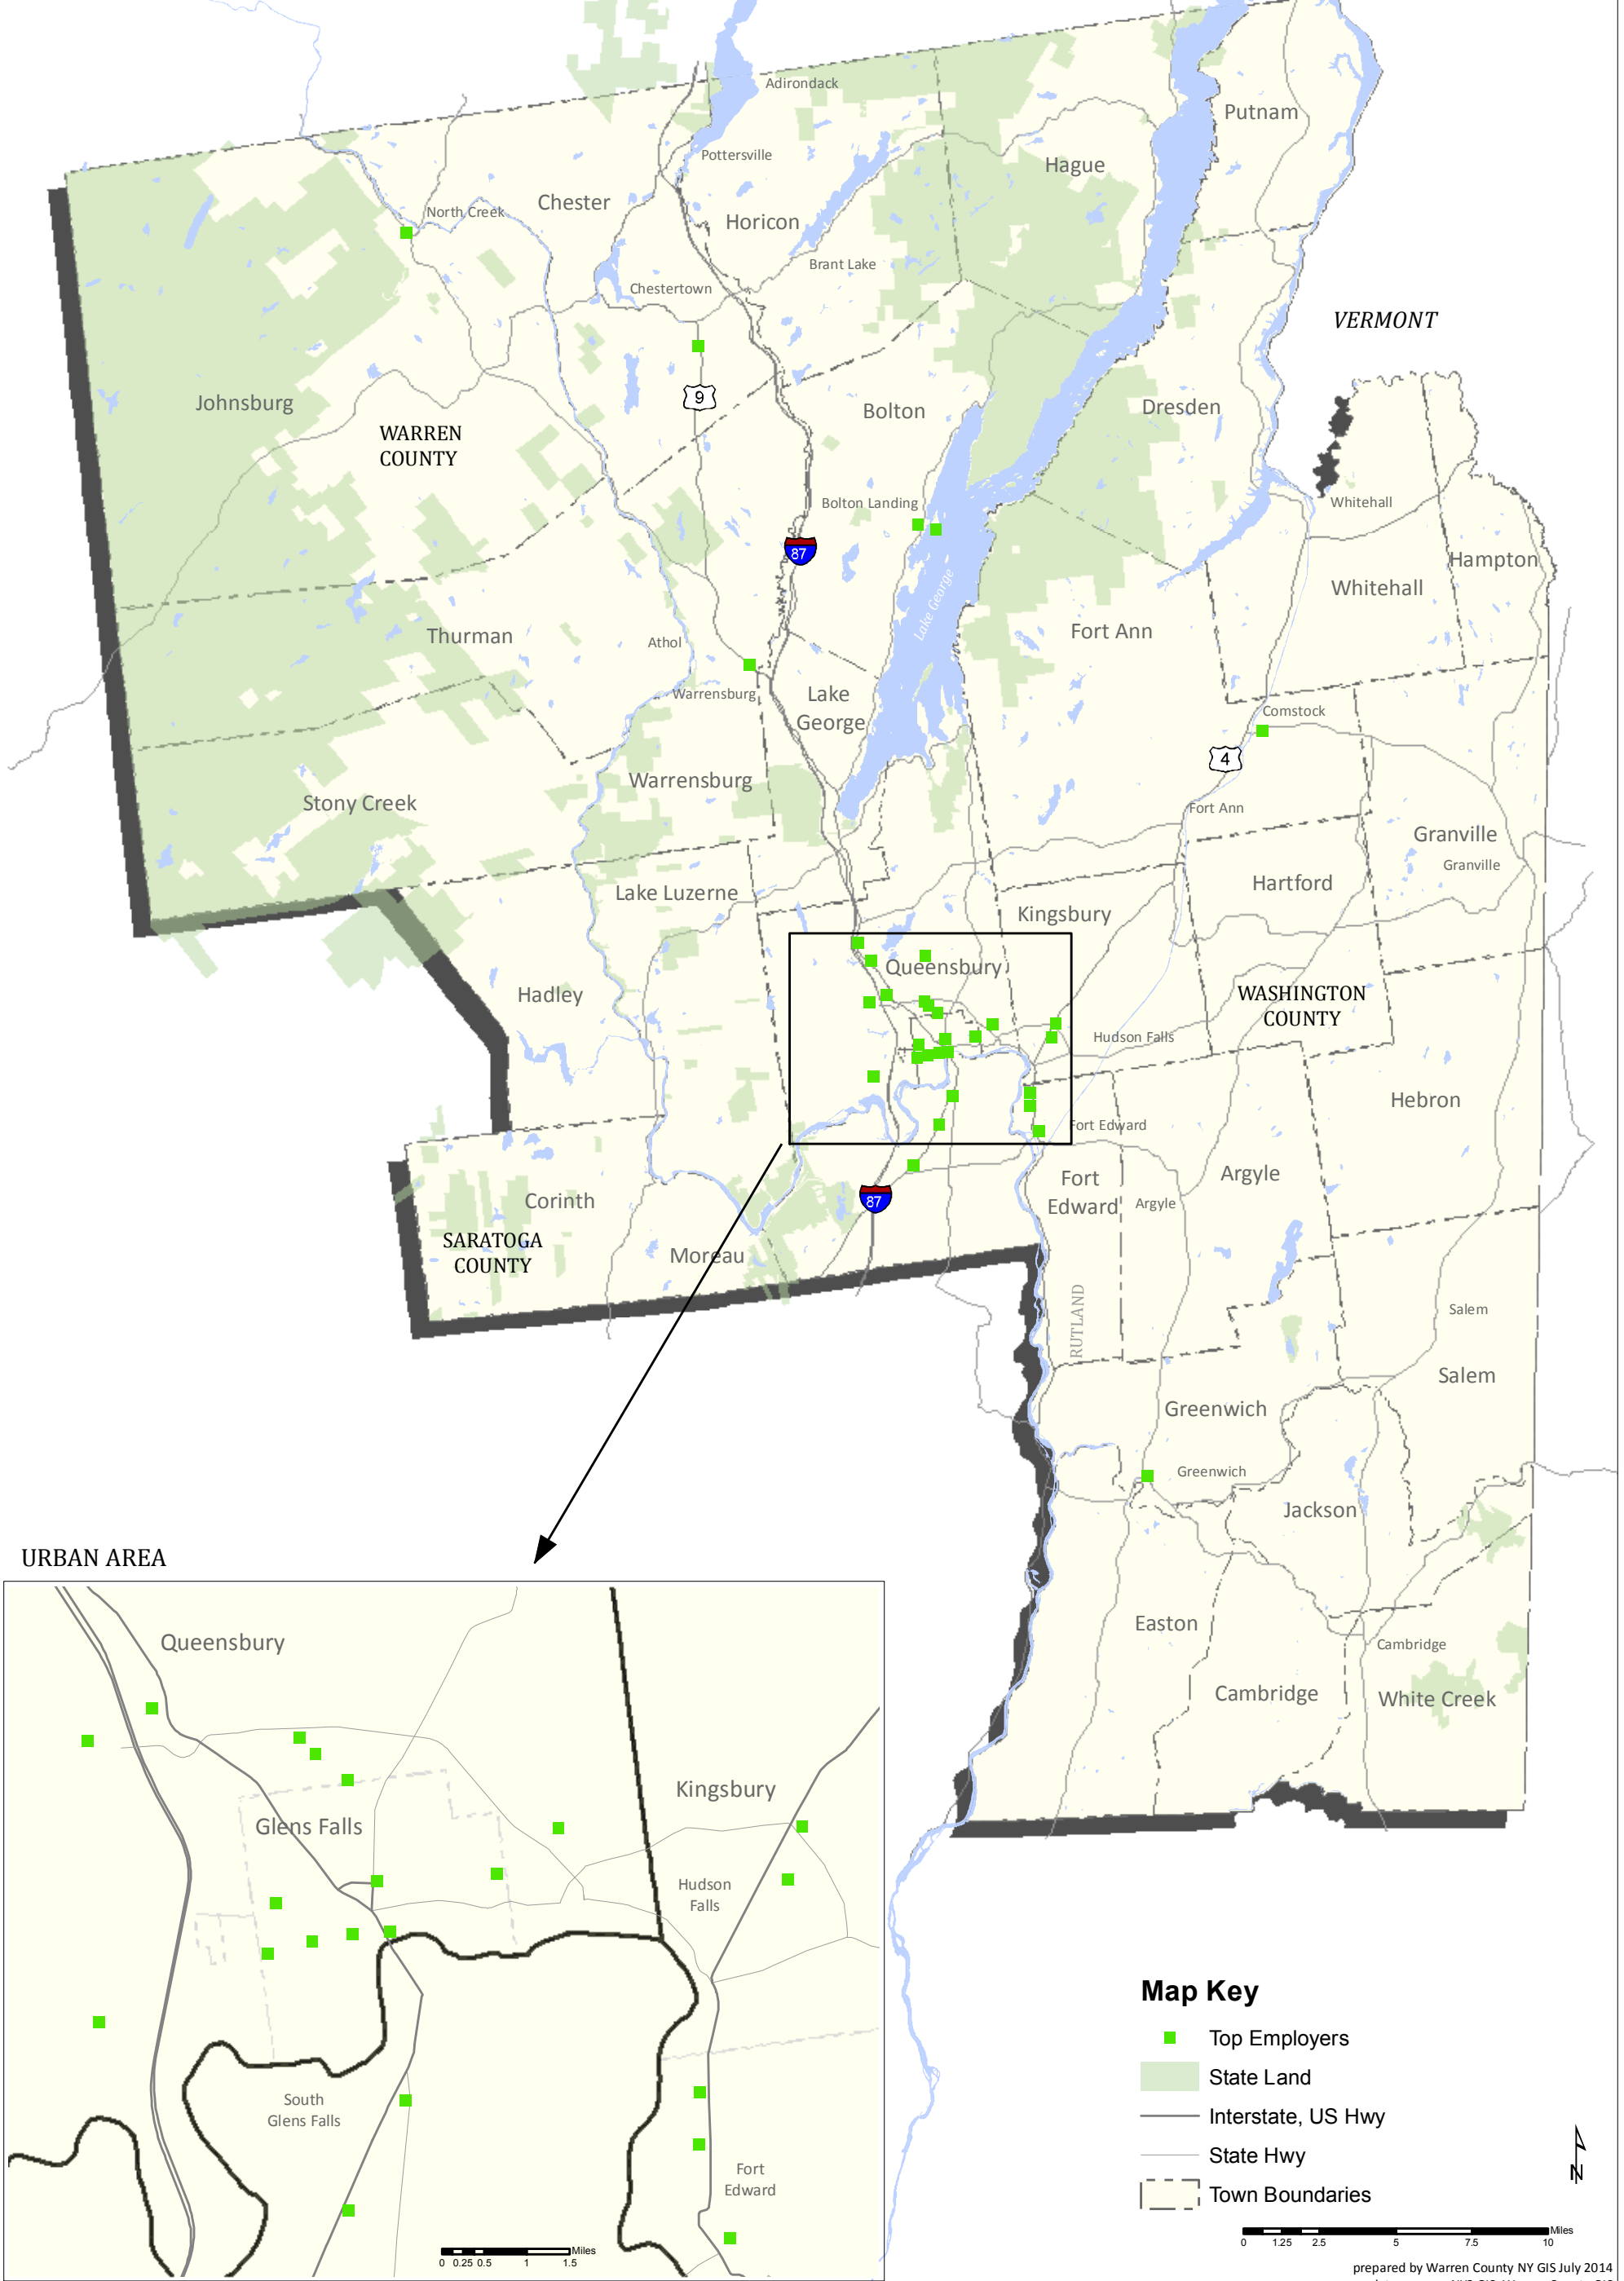 Adirondack
Putnam
Pottersville
Hague
North Creek
Chester
Horicon
Brant Lake
Chestertown
VERMONT
9
Johnsburg
Bolton
Dresden
WARREN
COUNTY
Bolton Landing
Whitehall
87
Hampton
Whitehall
Lake George
Thurman
Athol
Fort Ann
Warrensburg
Lake
George
Comstock
4
Warrensburg
Stony Creek
Fort Ann
Granville
Granville
Lake Luzerne
Hartford
Kingsbury
Queensbury
Hadley
WASHINGTON
COUNTY
Hudson Falls
Hebron
Fort Edward
Argyle
Fort
Edward
Argyle
Corinth
87
SARATOGA
COUNTY
Moreau
RUTLAND
Salem
Salem
Greenwich
Greenwich
Jackson
Easton
Cambridge
Cambridge
White Creek
URBAN AREA
Queensbury
Kingsbury
Glens Falls
Hudson
Falls
South
Glens Falls
Fort
Edward
0 0.25 0.5 1 1.5 Miles
Map Key
Top Employers
State Land
Interstate, US Hwy
State Hwy
Town Boundaries
N
0 1.25 2.5 5 7.5 10 Miles
prepared by Warren County NY GIS July 2014